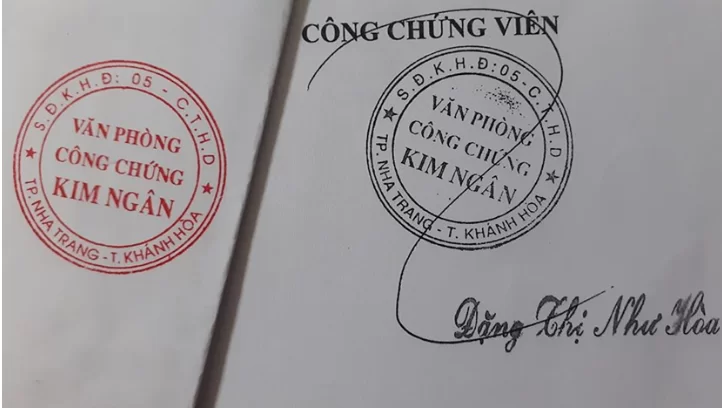 S.Đ.K.H.Đ: 05 - C.T.H.D
VĂN PHÒNG
CÔNG CHỨNG
KIM NGÂN
TP. NHA TRANG - T. KHÁNH HÒA
CÔNG CHỨNG VIÊN
S.Đ.K.H.Đ: 05 - C.T.H.D
VĂN PHÒNG
CÔNG CHỨNG
KIM NGÂN
TP. NHA TRANG - T. KHÁNH HÒA
Đặng Thị Như Hòa